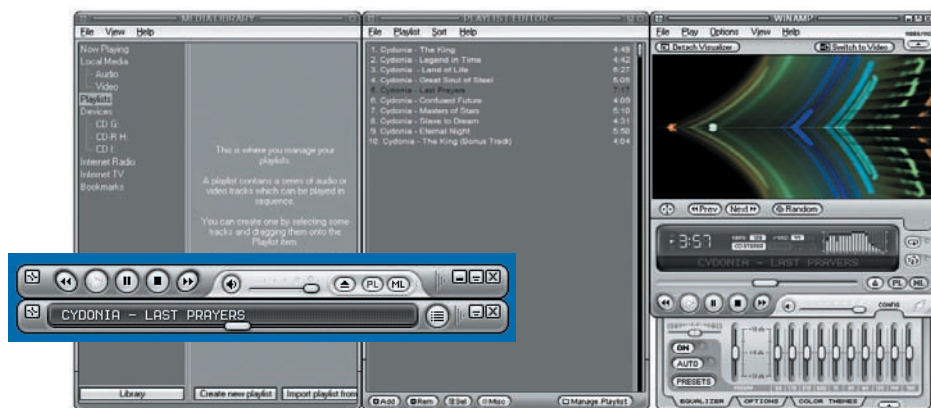 MEDIA LIBRARY
File View Help
Now Playing
Local Media
Audio
Video
Playlists
Devices
CD G:
CD-R H:
CD I:
Internet Radio
Internet TV
Bookmarks
This is where you manage your
playlists.
A playlist contains a series of audio or
video tracks which can be played in
sequence.
You can create one by selecting some
tracks and dragging them onto the
Playlist item.
Library
Create new playlist
Import playlist from
PLAYLIST EDITOR
File Playlist Sort Help
1. Cydonia - The King 4:49
2. Cydonia - Legend in Time 4:42
3. Cydonia - Land of Life 6:27
4. Cydonia - Great Soul of Steel 5:08
5. Cydonia - Last Prayers 7:17
6. Cydonia - Confused Future 4:09
7. Cydonia - Masters of Stars 5:10
8. Cydonia - Slave to Dream 4:31
9. Cydonia - Eternal Night 5:50
10. Cydonia - The King (Bonus Track) 4:04
Add Rem Sel Misc Manage Playlist
WINAMP
File Play Options View Help
Detach Visualizer Switch to Video
Prev Next Random
3:57
CYDONIA - LAST PRAYERS
PL ML
CONFIG
ON
AUTO
PRESETS
EQUALIZER OPTIONS COLOR THEMES
PL ML
CYDONIA - LAST PRAYERS